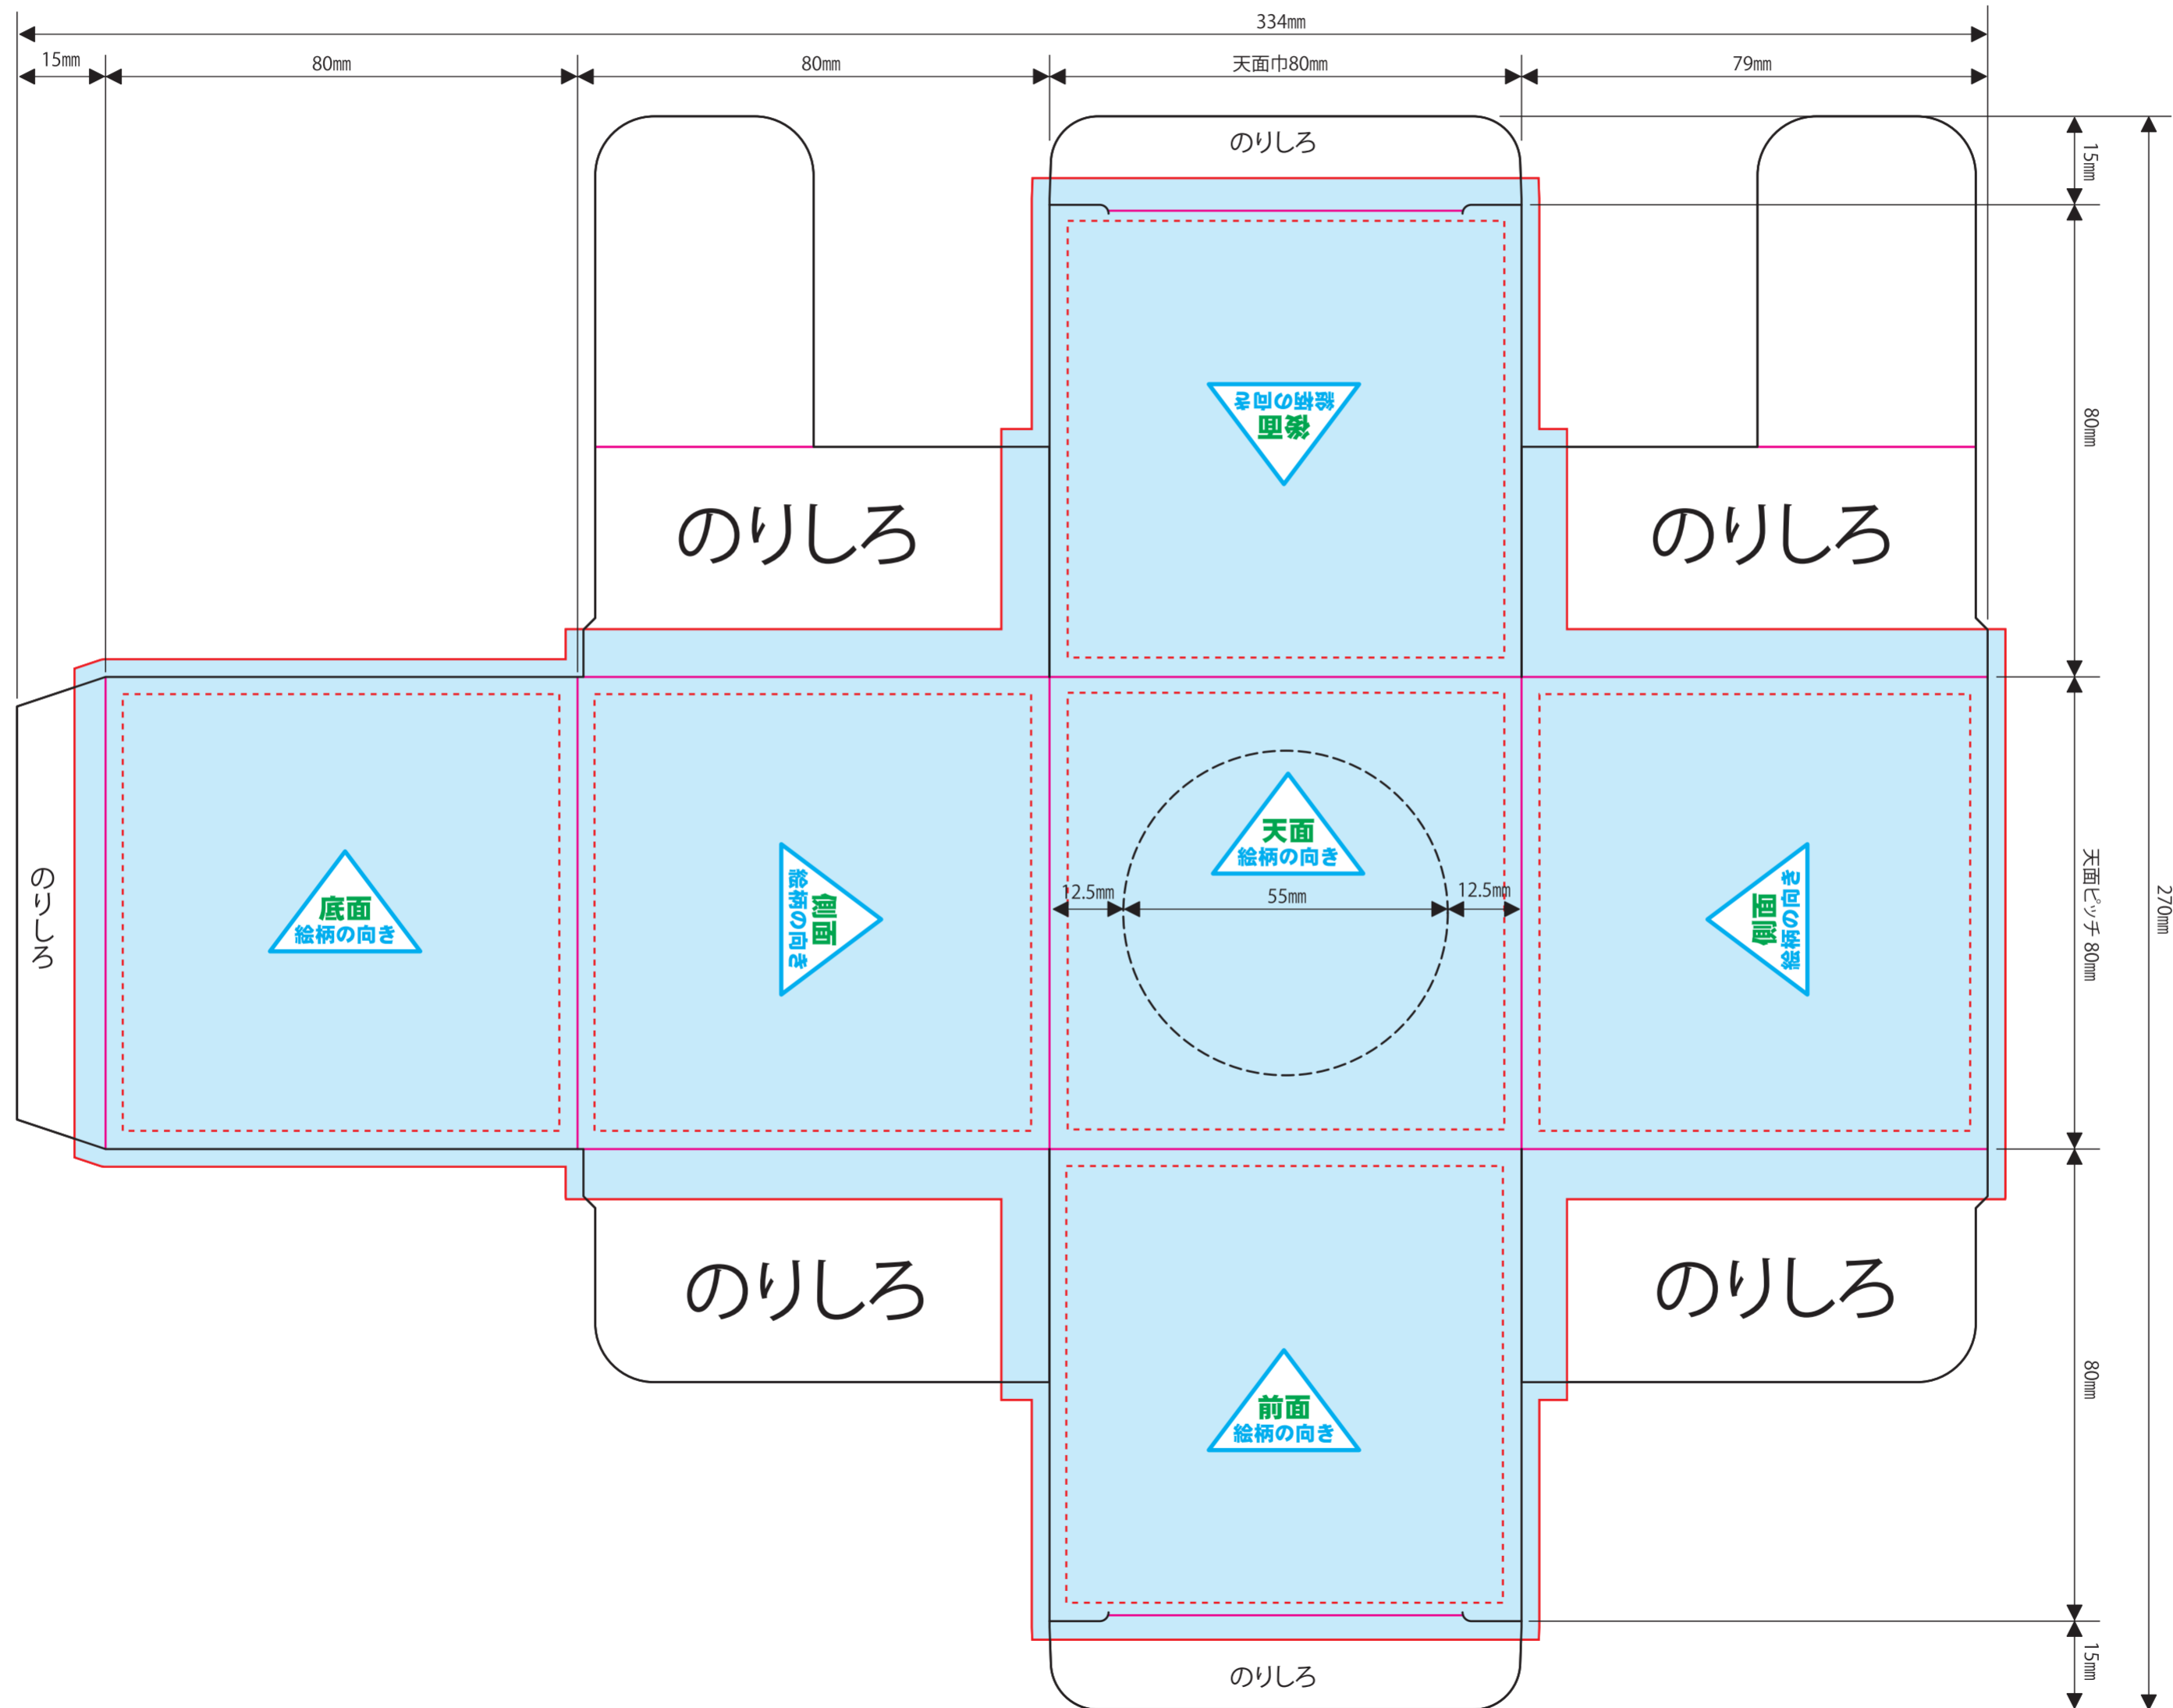 334mm
15mm
80mm
80mm
天面巾80mm
79mm
のりしろ
15mm
後面
絵柄の向き
80mm
のりしろ
のりしろ
のりしろ
底面
絵柄の向き
側面
絵柄の向き
天面
絵柄の向き
12.5mm
55mm
12.5mm
側面
絵柄の向き
天面ピッチ 80mm
270mm
のりしろ
のりしろ
前面
絵柄の向き
80mm
のりしろ
15mm